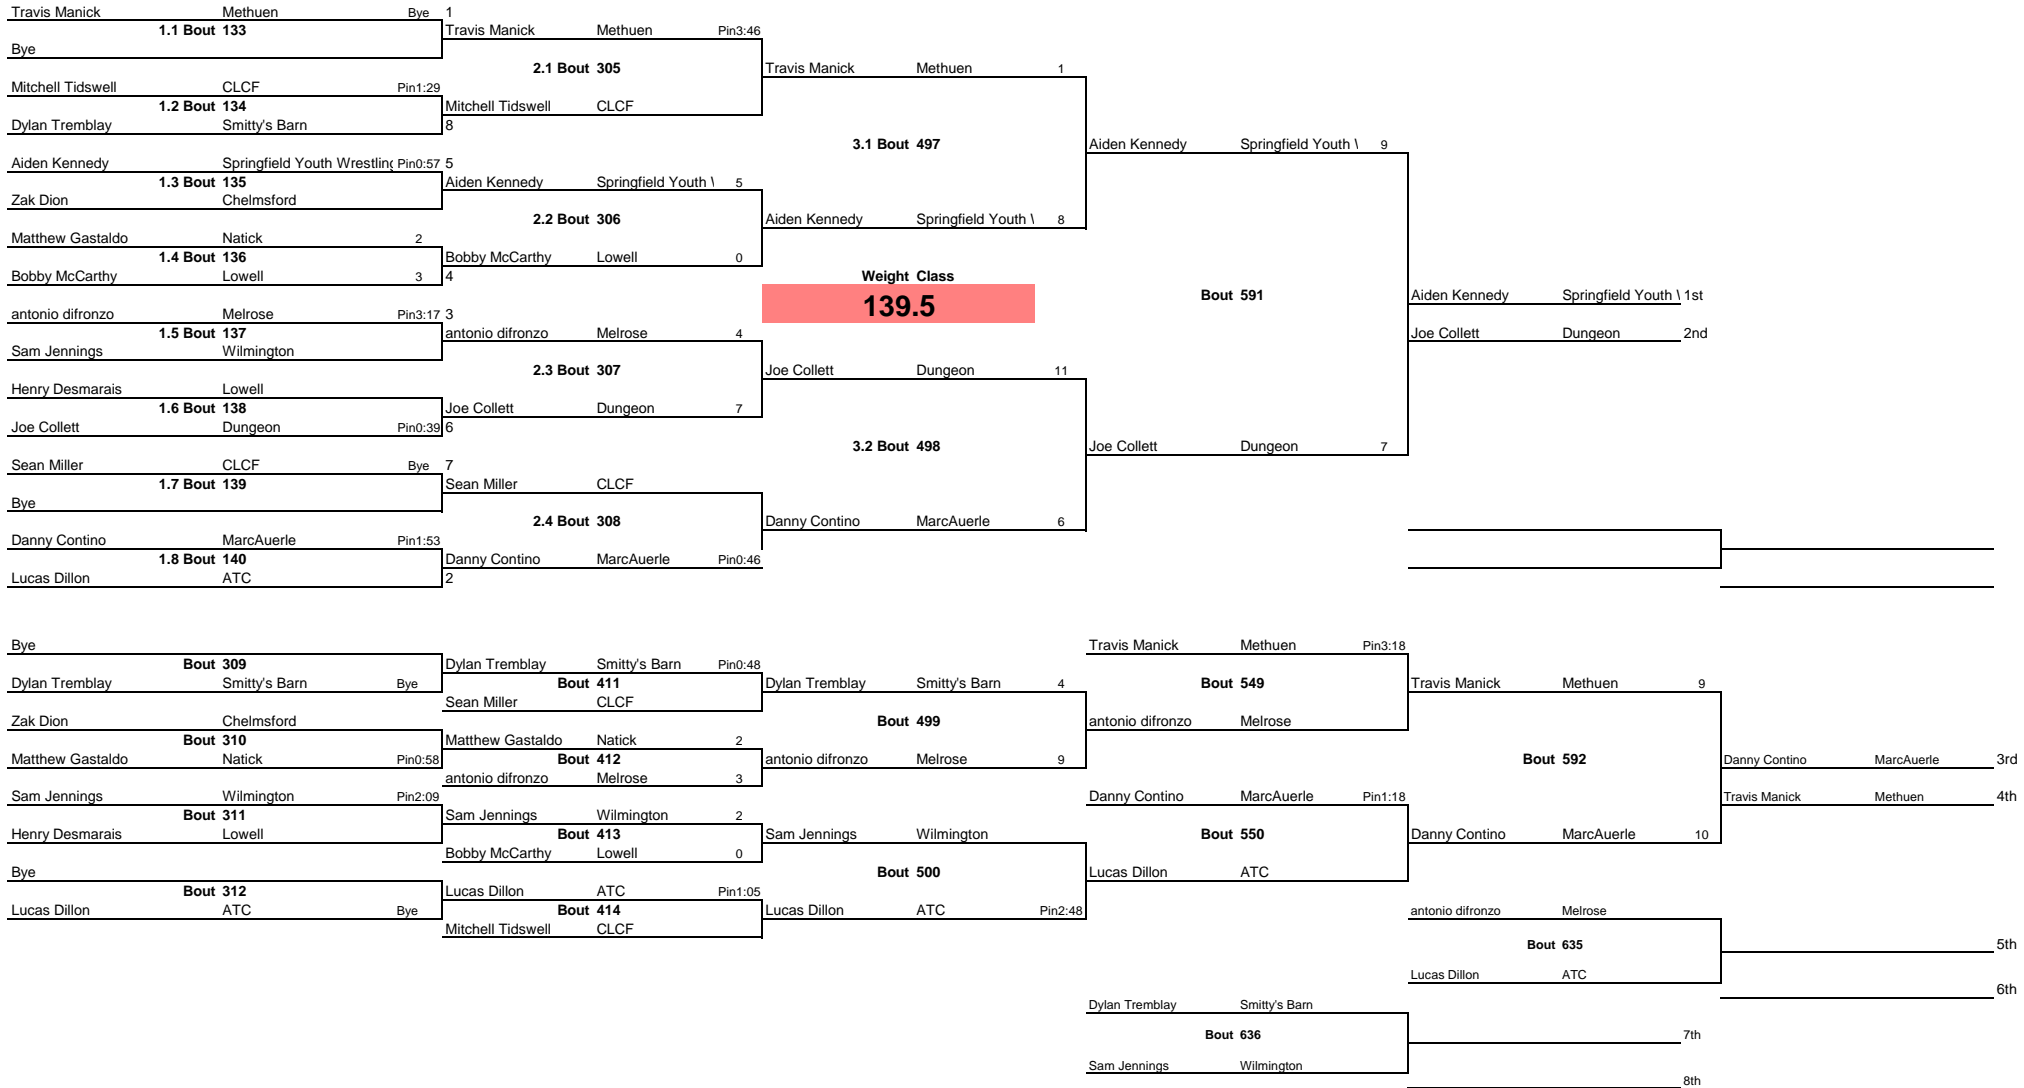 Travis Manick Methuen Bye 1
1.1 Bout 133
Travis Manick Methuen Pin3:46
Bye
2.1 Bout 305
Travis Manick Methuen 1
Mitchell Tidswell CLCF Pin1:29
1.2 Bout 134
Mitchell Tidswell CLCF
Dylan Tremblay Smitty's Barn 8
3.1 Bout 497
Aiden Kennedy Springfield Youth \ 9
Aiden Kennedy Springfield Youth Wrestling Pin0:57 5
1.3 Bout 135
Aiden Kennedy Springfield Youth \ 5
Zak Dion Chelmsford
2.2 Bout 306
Aiden Kennedy Springfield Youth \ 8
Matthew Gastaldo Natick 2
1.4 Bout 136
Bobby McCarthy Lowell 0
Bobby McCarthy Lowell 3 4
Weight Class
139.5
Bout 591
Aiden Kennedy Springfield Youth \ 1st
antonio difronzo Melrose Pin3:17 3
1.5 Bout 137
antonio difronzo Melrose 4
Joe Collett Dungeon 2nd
Sam Jennings Wilmington
2.3 Bout 307
Joe Collett Dungeon 11
Henry Desmarais Lowell
1.6 Bout 138
Joe Collett Dungeon 7
Joe Collett Dungeon Pin0:39 6
3.2 Bout 498
Joe Collett Dungeon 7
Sean Miller CLCF Bye 7
1.7 Bout 139
Sean Miller CLCF
Bye
2.4 Bout 308
Danny Contino MarcAuerle 6
Danny Contino MarcAuerle Pin1:53
1.8 Bout 140
Danny Contino MarcAuerle Pin0:46
Lucas Dillon ATC 2
Bye
Travis Manick Methuen Pin3:18
Bout 309
Dylan Tremblay Smitty's Barn Pin0:48
Dylan Tremblay Smitty's Barn Bye
Bout 411
Dylan Tremblay Smitty's Barn 4
Bout 549
Travis Manick Methuen 9
Sean Miller CLCF
Zak Dion Chelmsford
Bout 499
antonio difronzo Melrose
Bout 310
Matthew Gastaldo Natick 2
Matthew Gastaldo Natick Pin0:58
Bout 412
antonio difronzo Melrose 9
Bout 592
Danny Contino MarcAuerle 3rd
antonio difronzo Melrose 3
Sam Jennings Wilmington Pin2:09
Danny Contino MarcAuerle Pin1:18
Travis Manick Methuen 4th
Bout 311
Sam Jennings Wilmington 2
Henry Desmarais Lowell
Bout 413
Sam Jennings Wilmington
Bout 550
Danny Contino MarcAuerle 10
Bobby McCarthy Lowell 0
Bye
Bout 500
Lucas Dillon ATC
Bout 312
Lucas Dillon ATC Pin1:05
Lucas Dillon ATC Bye
Bout 414
Lucas Dillon ATC Pin2:48
antonio difronzo Melrose
Mitchell Tidswell CLCF
Bout 635
5th
Lucas Dillon ATC
6th
Dylan Tremblay Smitty's Barn
Bout 636
7th
Sam Jennings Wilmington
8th